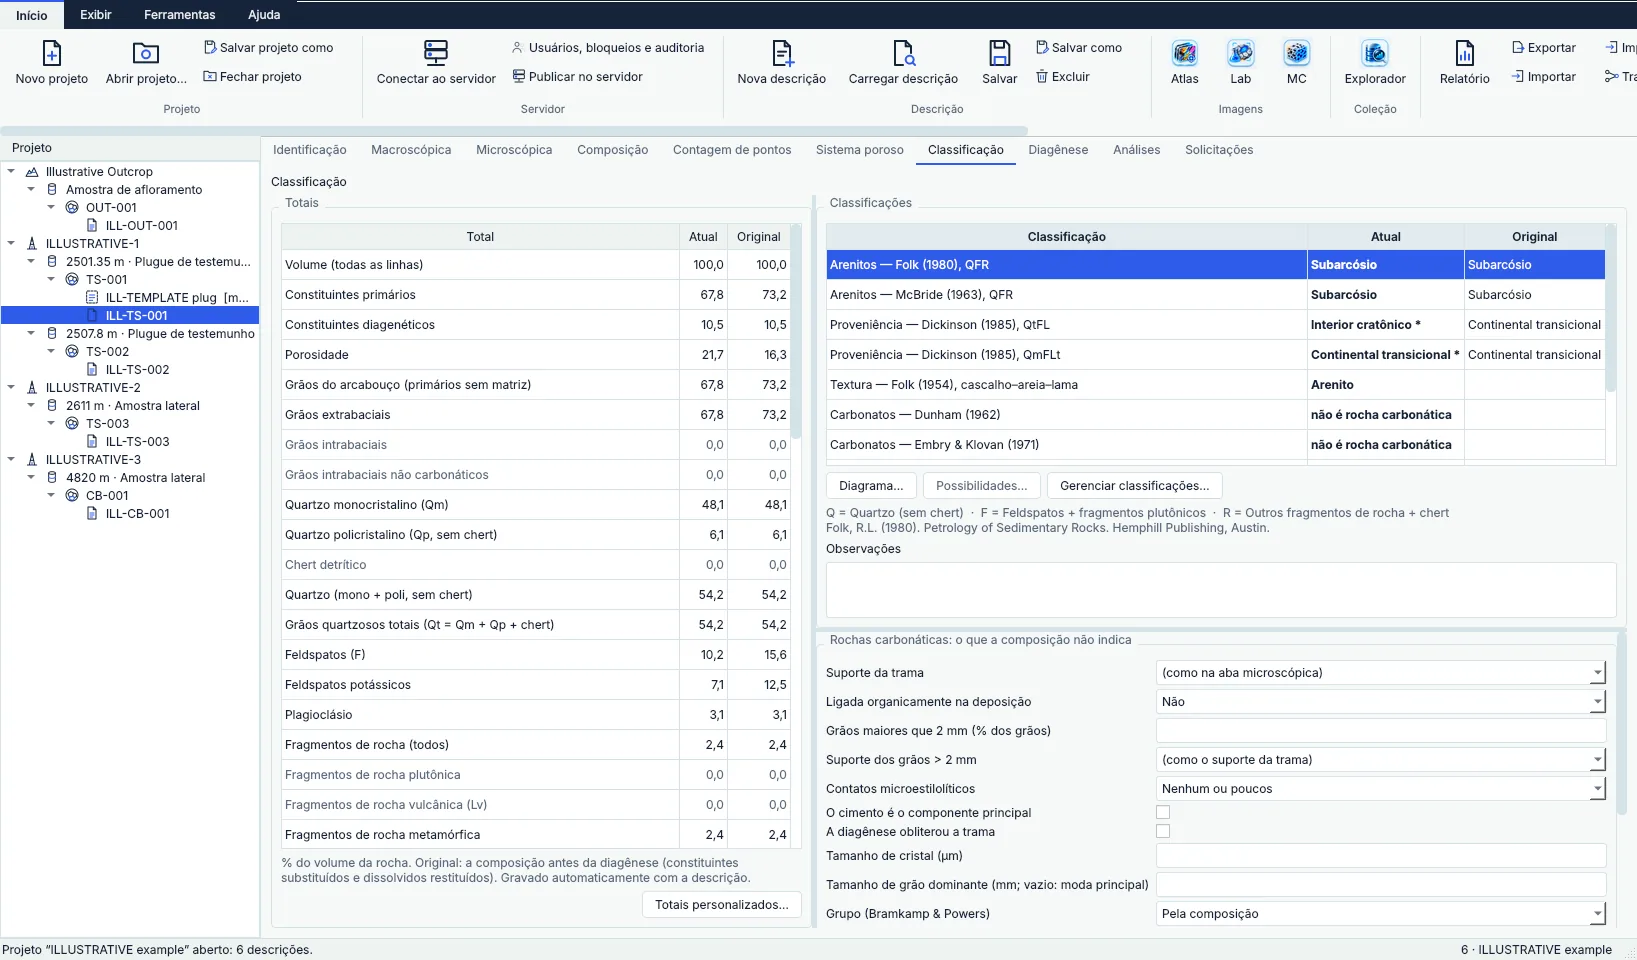 Início Exibir Ferramentas Ajuda
Novo projeto
Abrir projeto...
Salvar projeto como
Fechar projeto
Projeto
Conectar ao servidor
Usuários, bloqueios e auditoria
Publicar no servidor
Servidor
Nova descrição
Carregar descrição
Salvar
Salvar como
Excluir
Descrição
Atlas
Lab
MC
Imagens
Explorador
Coleção
Relatório
Exportar
Importar
Projeto
Illustrative Outcrop
Amostra de afloramento
OUT-001
ILL-OUT-001
ILLUSTRATIVE-1
2501.35 m · Plugue de testemu...
TS-001
ILL-TEMPLATE plug [m...
ILL-TS-001
2507.8 m · Plugue de testemunho
TS-002
ILL-TS-002
ILLUSTRATIVE-2
2611 m · Amostra lateral
TS-003
ILL-TS-003
ILLUSTRATIVE-3
4820 m · Amostra lateral
CB-001
ILL-CB-001
Identificação Macroscópica Microscópica Composição Contagem de pontos Sistema poroso Classificação Diagênese Análises Solicitações
Classificação
Totais
Total Atual Original
Volume (todas as linhas) 100,0 100,0
Constituintes primários 67,8 73,2
Constituintes diagenéticos 10,5 10,5
Porosidade 21,7 16,3
Grãos do arcabouço (primários sem matriz) 67,8 73,2
Grãos extrabaciais 67,8 73,2
Grãos intrabaciais 0,0 0,0
Grãos intrabaciais não carbonáticos 0,0 0,0
Quartzo monocristalino (Qm) 48,1 48,1
Quartzo policristalino (Qp, sem chert) 6,1 6,1
Chert detrítico 0,0 0,0
Quartzo (mono + poli, sem chert) 54,2 54,2
Grãos quartzosos totais (Qt = Qm + Qp + chert) 54,2 54,2
Feldspatos (F) 10,2 15,6
Feldspatos potássicos 7,1 12,5
Plagioclásio 3,1 3,1
Fragmentos de rocha (todos) 2,4 2,4
Fragmentos de rocha plutônica 0,0 0,0
Fragmentos de rocha vulcânica (Lv) 0,0 0,0
Fragmentos de rocha metamórfica 2,4 2,4
% do volume da rocha. Original: a composição antes da diagênese (constituintes
substituídos e dissolvidos restituídos). Gravado automaticamente com a descrição.
Totais personalizados...
Classificações
Classificação Atual Original
Arenitos — Folk (1980), QFR Subarcósio Subarcósio
Arenitos — McBride (1963), QFR Subarcósio Subarcósio
Proveniência — Dickinson (1985), QtFL Interior cratônico * Continental transicional
Proveniência — Dickinson (1985), QmFLt Continental transicional * Continental transicional
Textura — Folk (1954), cascalho–areia–lama Arenito
Carbonatos — Dunham (1962) não é rocha carbonática
Carbonatos — Embry & Klovan (1971) não é rocha carbonática
Diagrama... Possibilidades... Gerenciar classificações...
Q = Quartzo (sem chert) · F = Feldspatos + fragmentos plutônicos · R = Outros fragmentos de rocha + chert
Folk, R.L. (1980). Petrology of Sedimentary Rocks. Hemphill Publishing, Austin.
Observações
Rochas carbonáticas: o que a composição não indica
Suporte da trama (como na aba microscópica)
Ligada organicamente na deposição Não
Grãos maiores que 2 mm (% dos grãos)
Suporte dos grãos > 2 mm (como o suporte da trama)
Contatos microestilolíticos Nenhum ou poucos
O cimento é o componente principal
A diagênese obliterou a trama
Tamanho de cristal (µm)
Tamanho de grão dominante (mm; vazio: moda principal)
Grupo (Bramkamp & Powers) Pela composição
Projeto "ILLUSTRATIVE example" aberto: 6 descrições.
6 · ILLUSTRATIVE example